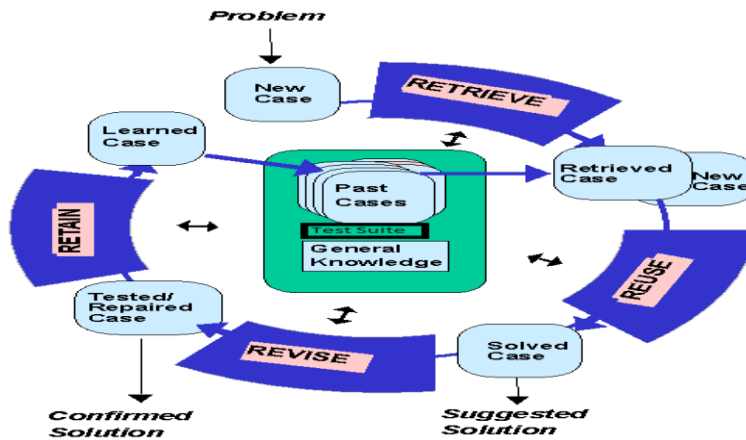 Problem
New
Case
RETRIEVE
Learned
Case
Past
Cases
Retrieved
Case
New
Case
Test Suite
General
Knowledge
RETAIN
REUSE
Tested/
Repaired
Case
REVISE
Solved
Case
Confirmed
Solution
Suggested
Solution